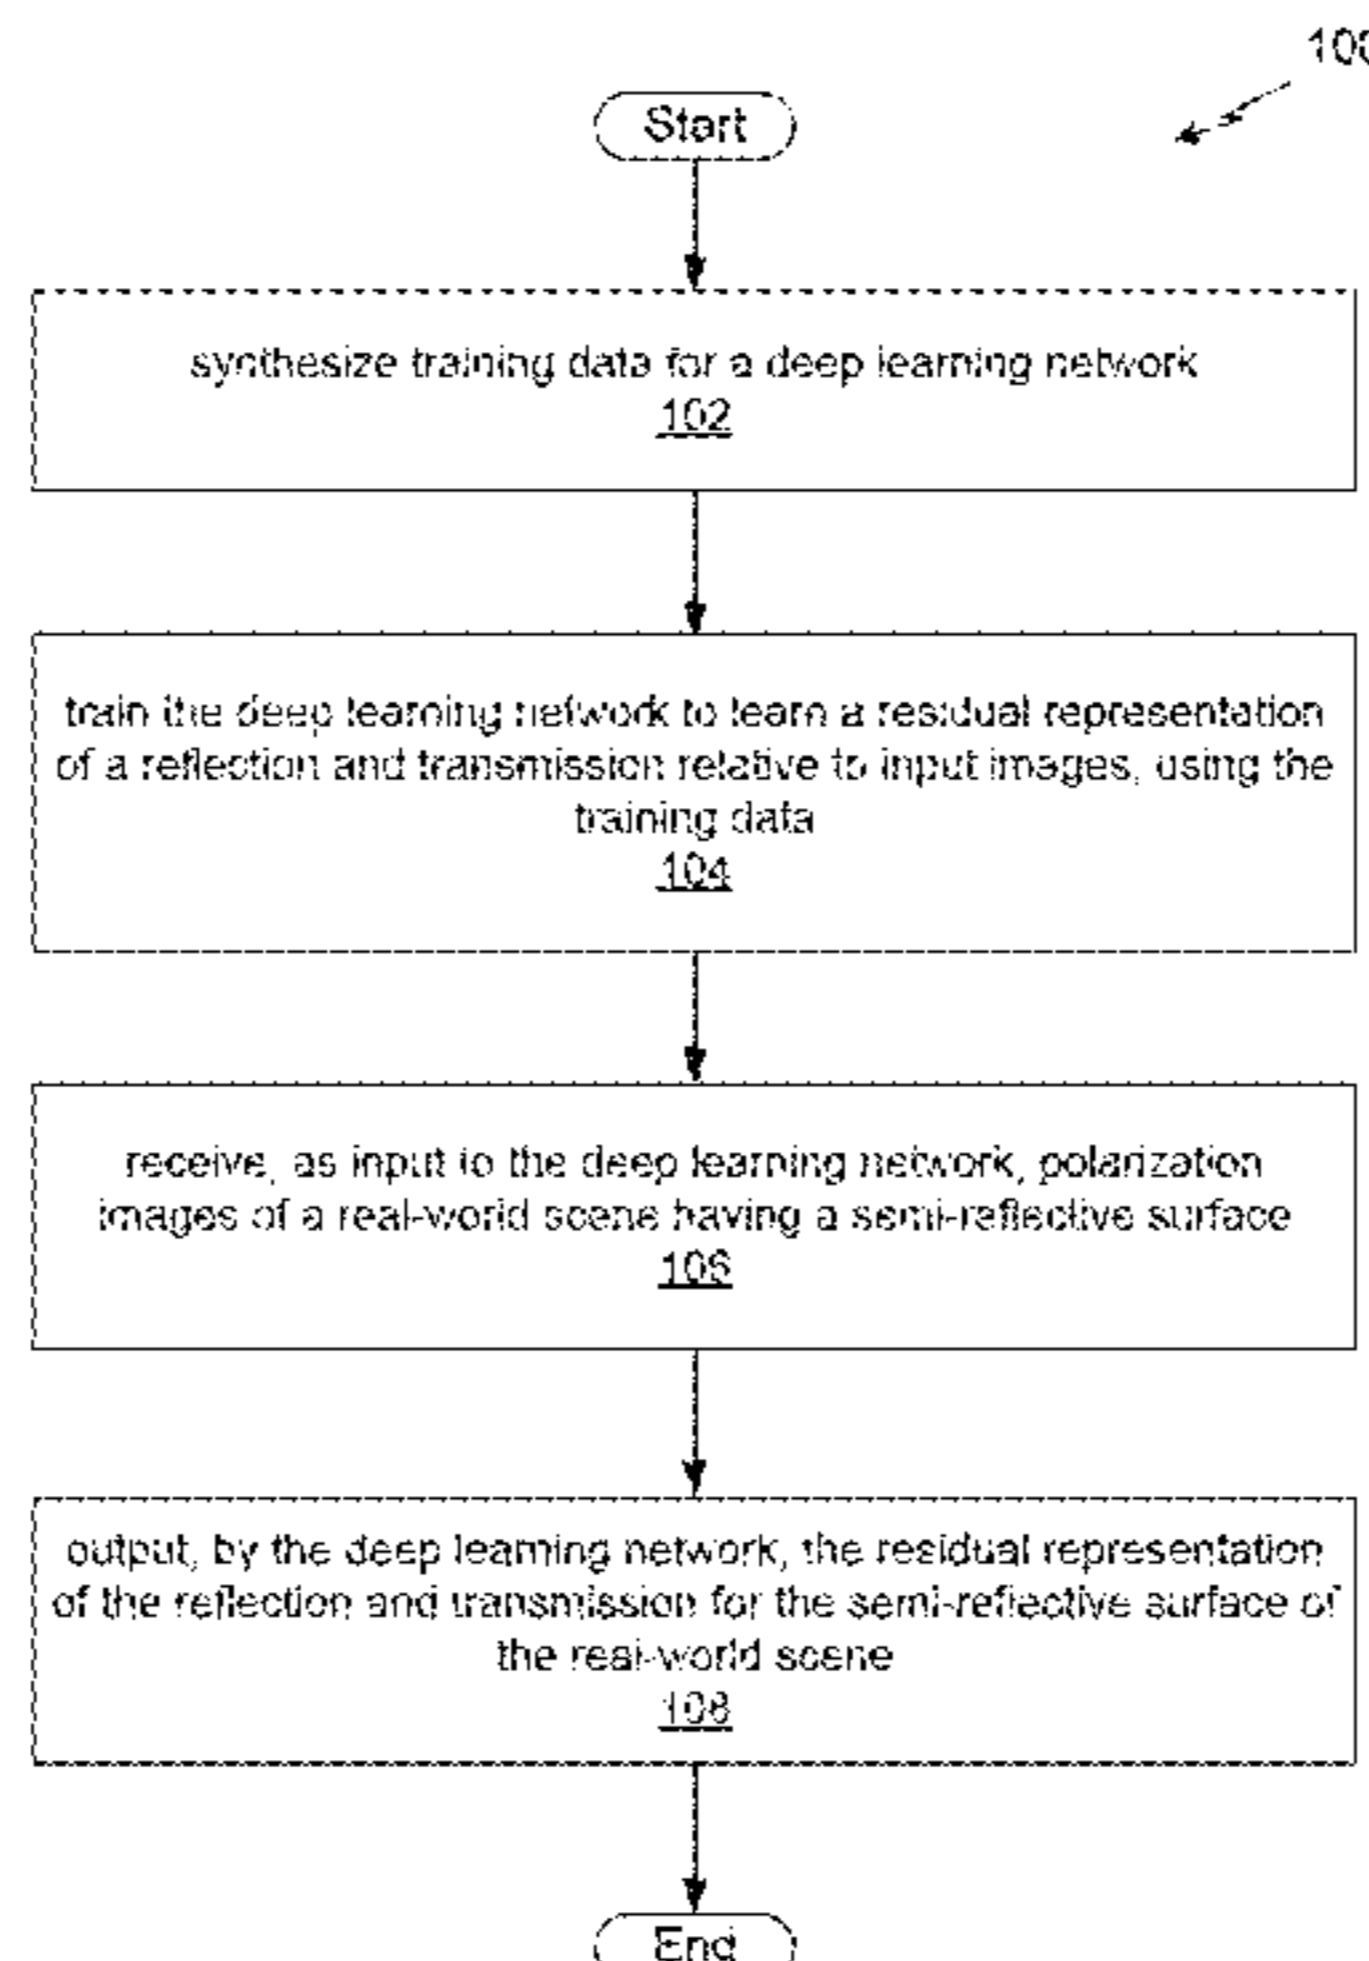 100
Start
synthesize training data for a deep learning network
102
train the deep learning network to learn a residual representation
of a reflection and transmission relative to input images, using the
training data
104
receive, as input to the deep learning network, polarization
images of a real-world scene having a semi-reflective surface
106
output, by the deep learning network, the residual representation
of the reflection and transmission for the semi-reflective surface of
the real-world scene
108
End